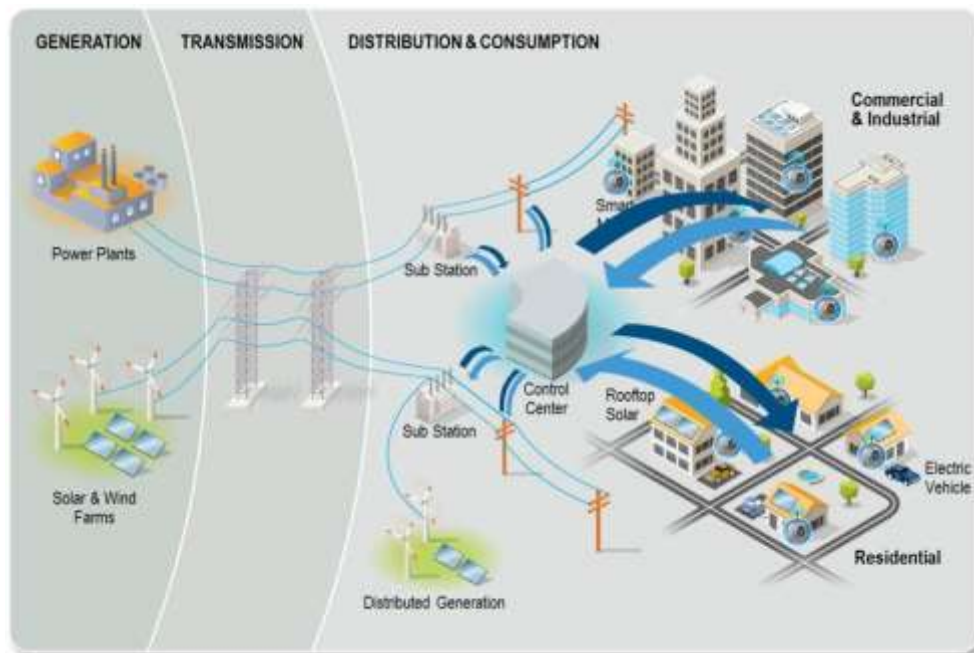 GENERATION
TRANSMISSION
DISTRIBUTION & CONSUMPTION
Commercial
& Industrial
Power Plants
Sub Station
Control
Center
Rooftop
Solar
Sub Station
Electric
Vehicle
Solar & Wind
Farms
Residential
Distributed Generation